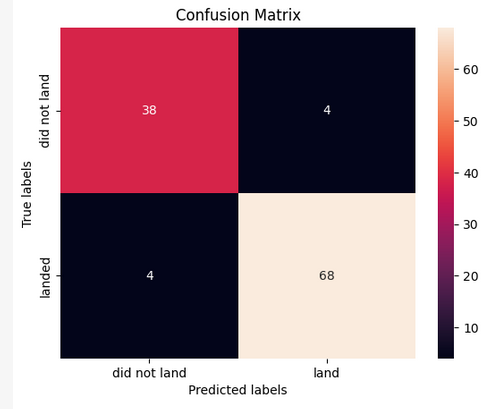 Confusion Matrix
True labels
did not land
38
4
60
50
40
30
20
10
landed
4
68
did not land
land
Predicted labels